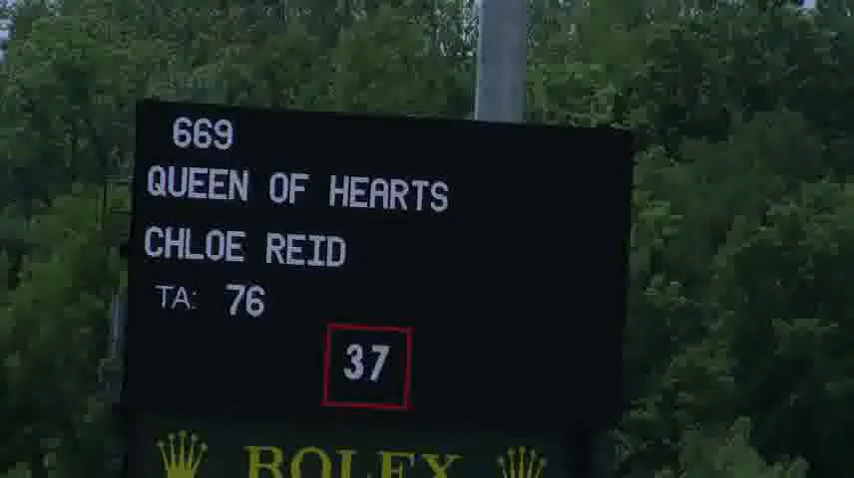 669
QUEEN OF HEARTS
CHLOE REID
TA: 76
37
ROLEX